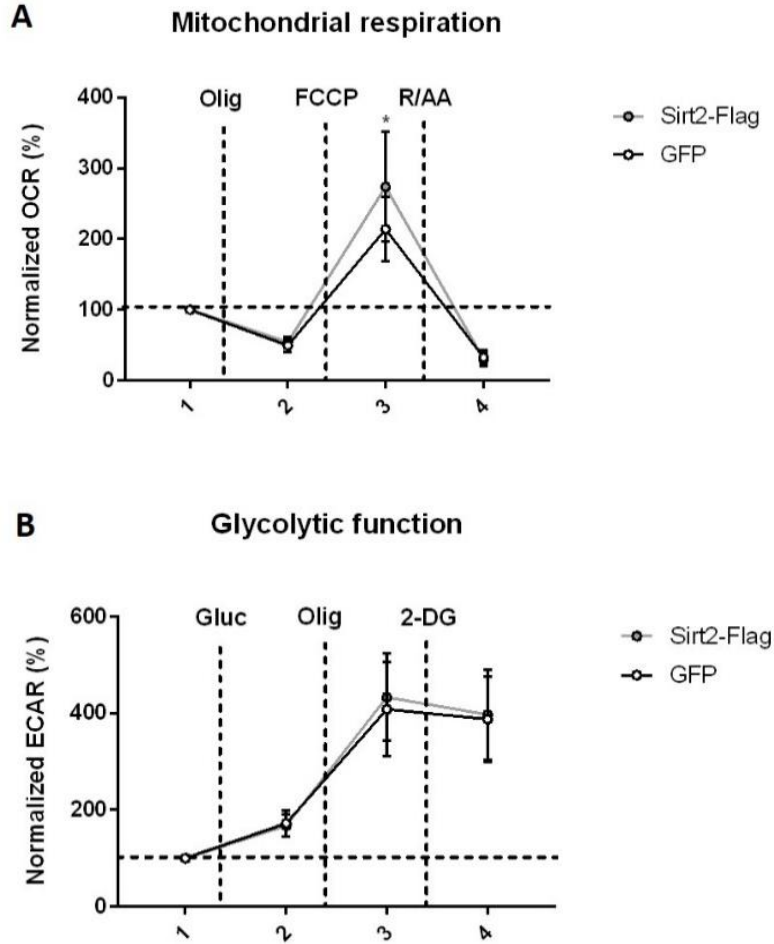 A
Mitochondrial respiration
Olig FCCP R/AA
*
Normalized OCR (%)
400
300
200
100
0
1 2 3 4
Sirt2-Flag
GFP
B
Glycolytic function
Gluc Olig 2-DG
Normalized ECAR (%)
600
400
200
0
1 2 3 4
Sirt2-Flag
GFP